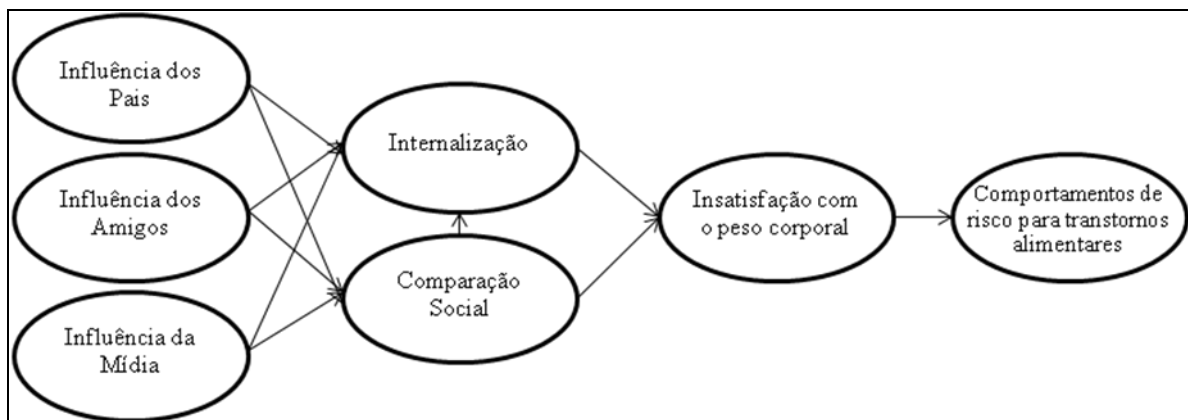 Influência dos
Pais
Influência dos
Amigos
Influência da
Mídia
Internalização
Comparação
Social
Insatisfação com
o peso corporal
Comportamentos de
risco para transtornos
alimentares